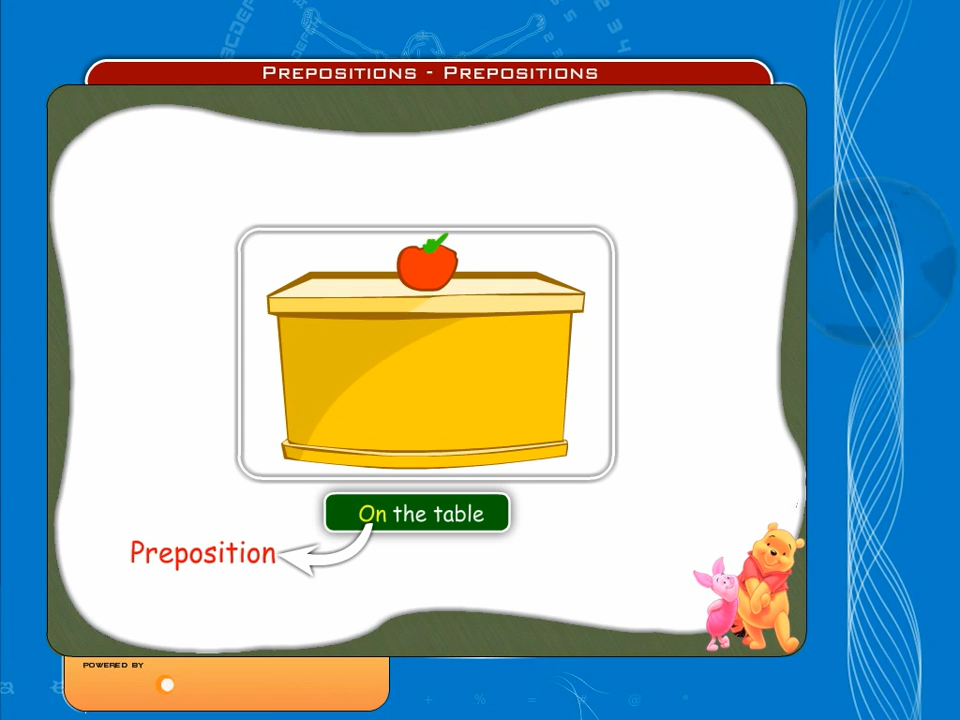 PREPOSITIONS - PREPOSITIONS
On the table
Preposition
POWERED BY